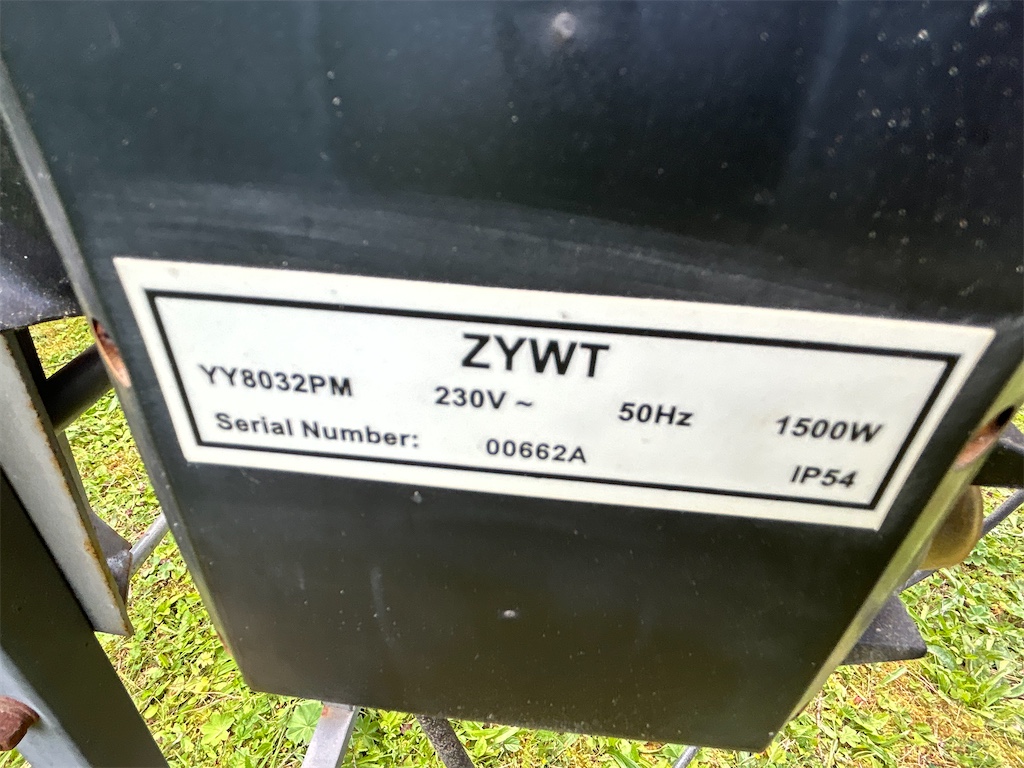 ZYWT
YY8032PM 230V ~ 50Hz 1500W
Serial Number: 00662A IP54